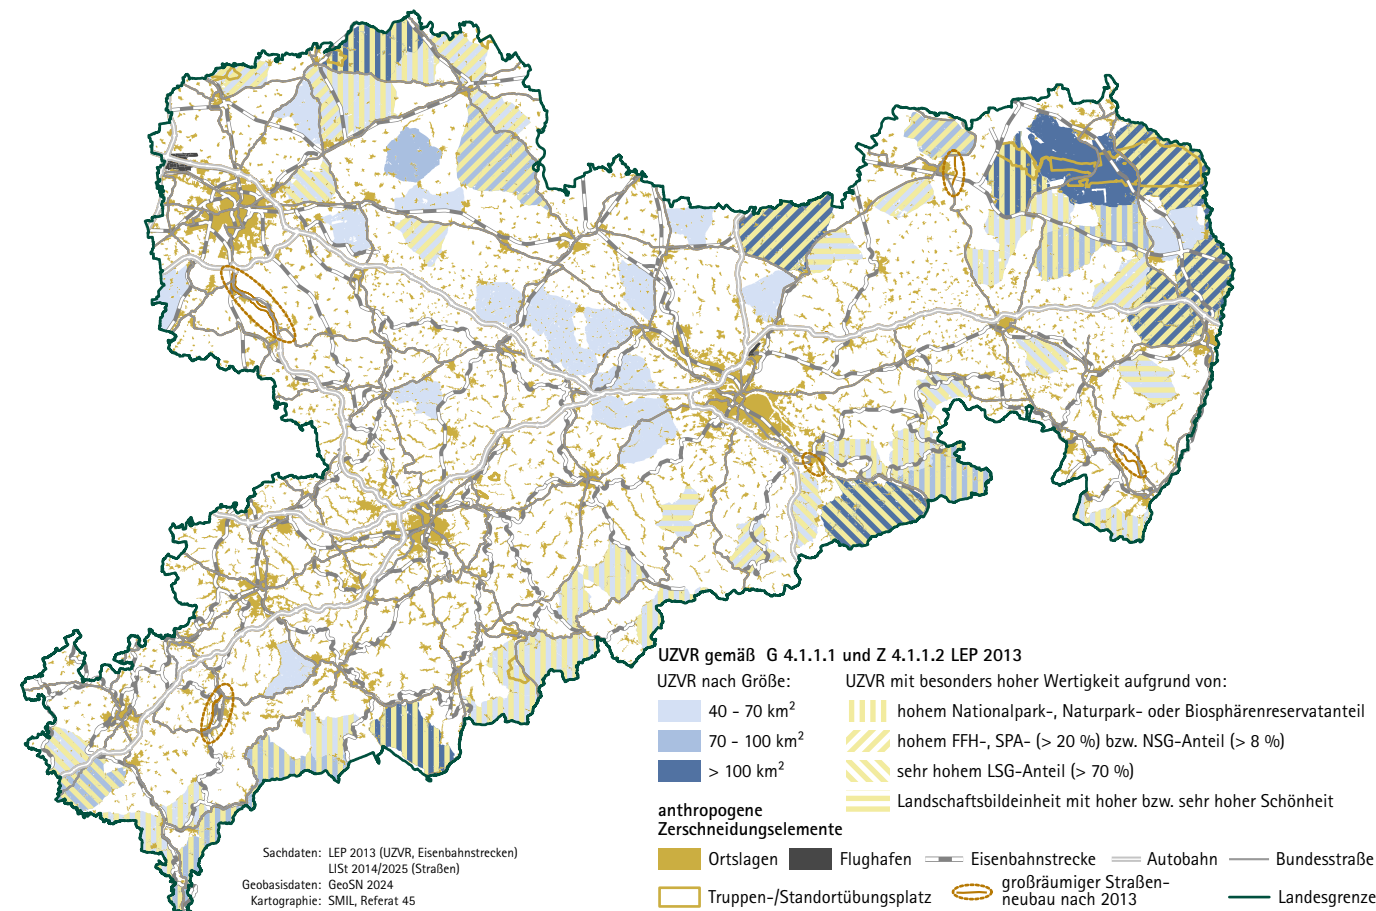 UZVR gemäß G 4.1.1.1 und Z 4.1.1.2 LEP 2013
UZVR nach Größe:
40 - 70 km²
70 - 100 km²
> 100 km²
UZVR mit besonders hoher Wertigkeit aufgrund von:
hohem Nationalpark-, Naturpark- oder Biosphärenreservatanteil
hohem FFH-, SPA- (> 20 %) bzw. NSG-Anteil (> 8 %)
sehr hohem LSG-Anteil (> 70 %)
Landschaftsbildeinheit mit hoher bzw. sehr hoher Schönheit
anthropogene
Zerschneidungselemente
Ortslagen
Flughafen
Eisenbahnstrecke
Autobahn
Bundesstraße
Truppen-/Standortübungsplatz
großräumiger Straßen-
neubau nach 2013
Landesgrenze
Sachdaten: LEP 2013 (UZVR, Eisenbahnstrecken)
LISt 2014/2025 (Straßen)
Geobasisdaten: GeoSN 2024
Kartographie: SMIL, Referat 45